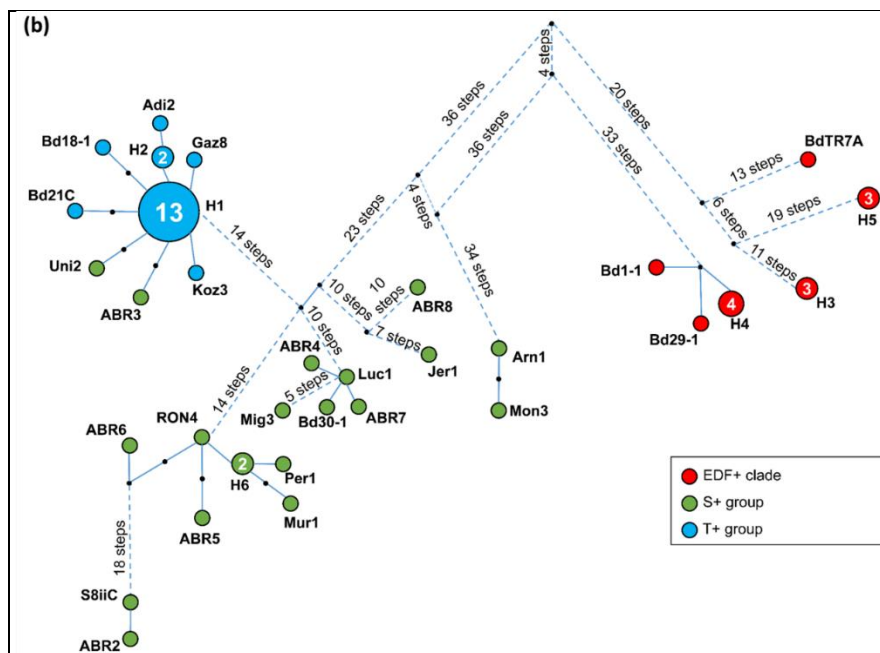 (b)
4 steps
36 steps
20 steps
36 steps
33 steps
Adi2
Bd18-1
H2
2
Gaz8
BdTR7A
13 steps
Bd21C
13
H1
4 steps
6 steps
19 steps
3
H5
14 steps
23 steps
34 steps
11 steps
Uni2
Koz3
ABR3
Bd1-1
4
H4
3
H3
Bd29-1
10 steps
10
steps
ABR8
10 steps
7 steps
Jer1
ABR4
Luc1
Arn1
5 steps
Mig3
Bd30-1
ABR7
Mon3
14 steps
RON4
ABR6
2
H6
Per1
Mur1
ABR5
18 steps
S8iiC
ABR2
EDF+ clade
S+ group
T+ group